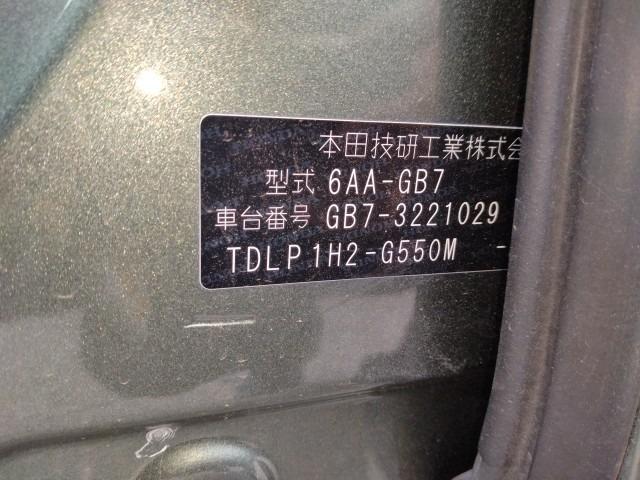 本田技研工業株式会
型式 6AA-GB7
車台番号 GB7-3221029
TDLP1H2-G550M -